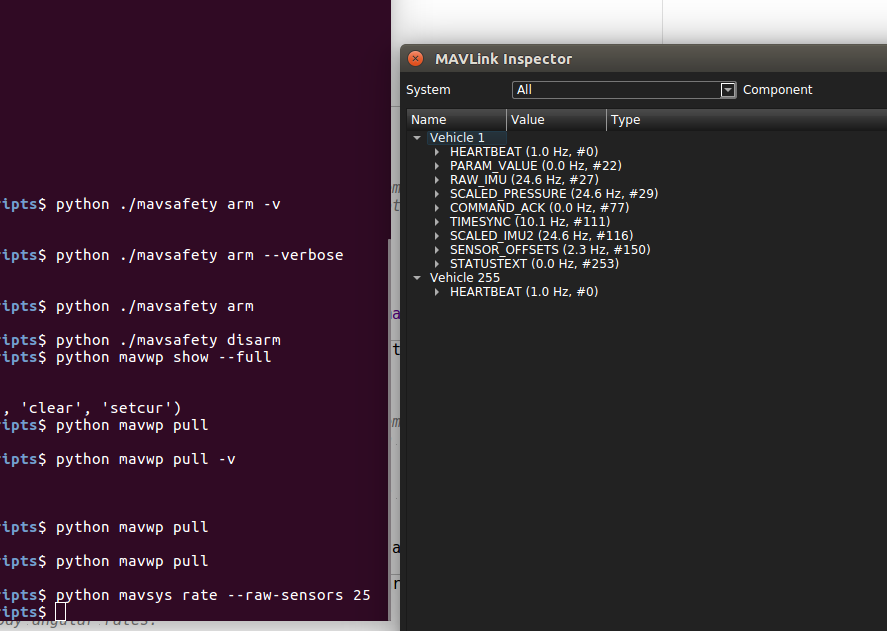 ipts$ python ./mavsafety arm -v
ipts$ python ./mavsafety arm --verbose
ipts$ python ./mavsafety arm
ipts$ python ./mavsafety disarm
ipts$ python mavwp show --full
, 'clear', 'setcur')
ipts$ python mavwp pull
ipts$ python mavwp pull -v
ipts$ python mavwp pull
ipts$ python mavwp pull
ipts$ python mavsys rate --raw-sensors 25
ipts$
angular rates.
MAVLink Inspector
System All Component
Name Value Type
Vehicle 1
HEARTBEAT (1.0 Hz, #0)
PARAM_VALUE (0.0 Hz, #22)
RAW_IMU (24.6 Hz, #27)
SCALED_PRESSURE (24.6 Hz, #29)
COMMAND_ACK (0.0 Hz, #77)
TIMESYNC (10.1 Hz, #111)
SCALED_IMU2 (24.6 Hz, #116)
SENSOR_OFFSETS (2.3 Hz, #150)
STATUSTEXT (0.0 Hz, #253)
Vehicle 255
HEARTBEAT (1.0 Hz, #0)